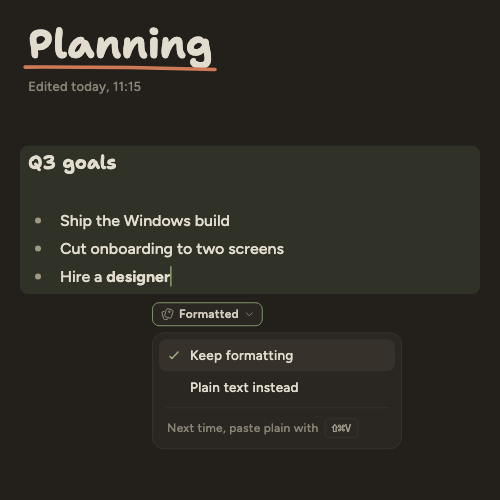 Planning
Edited today, 11:15
Q3 goals
• Ship the Windows build
• Cut onboarding to two screens
• Hire a designer
Formatted
Keep formatting
Plain text instead
Next time, paste plain with ⇧⌘V